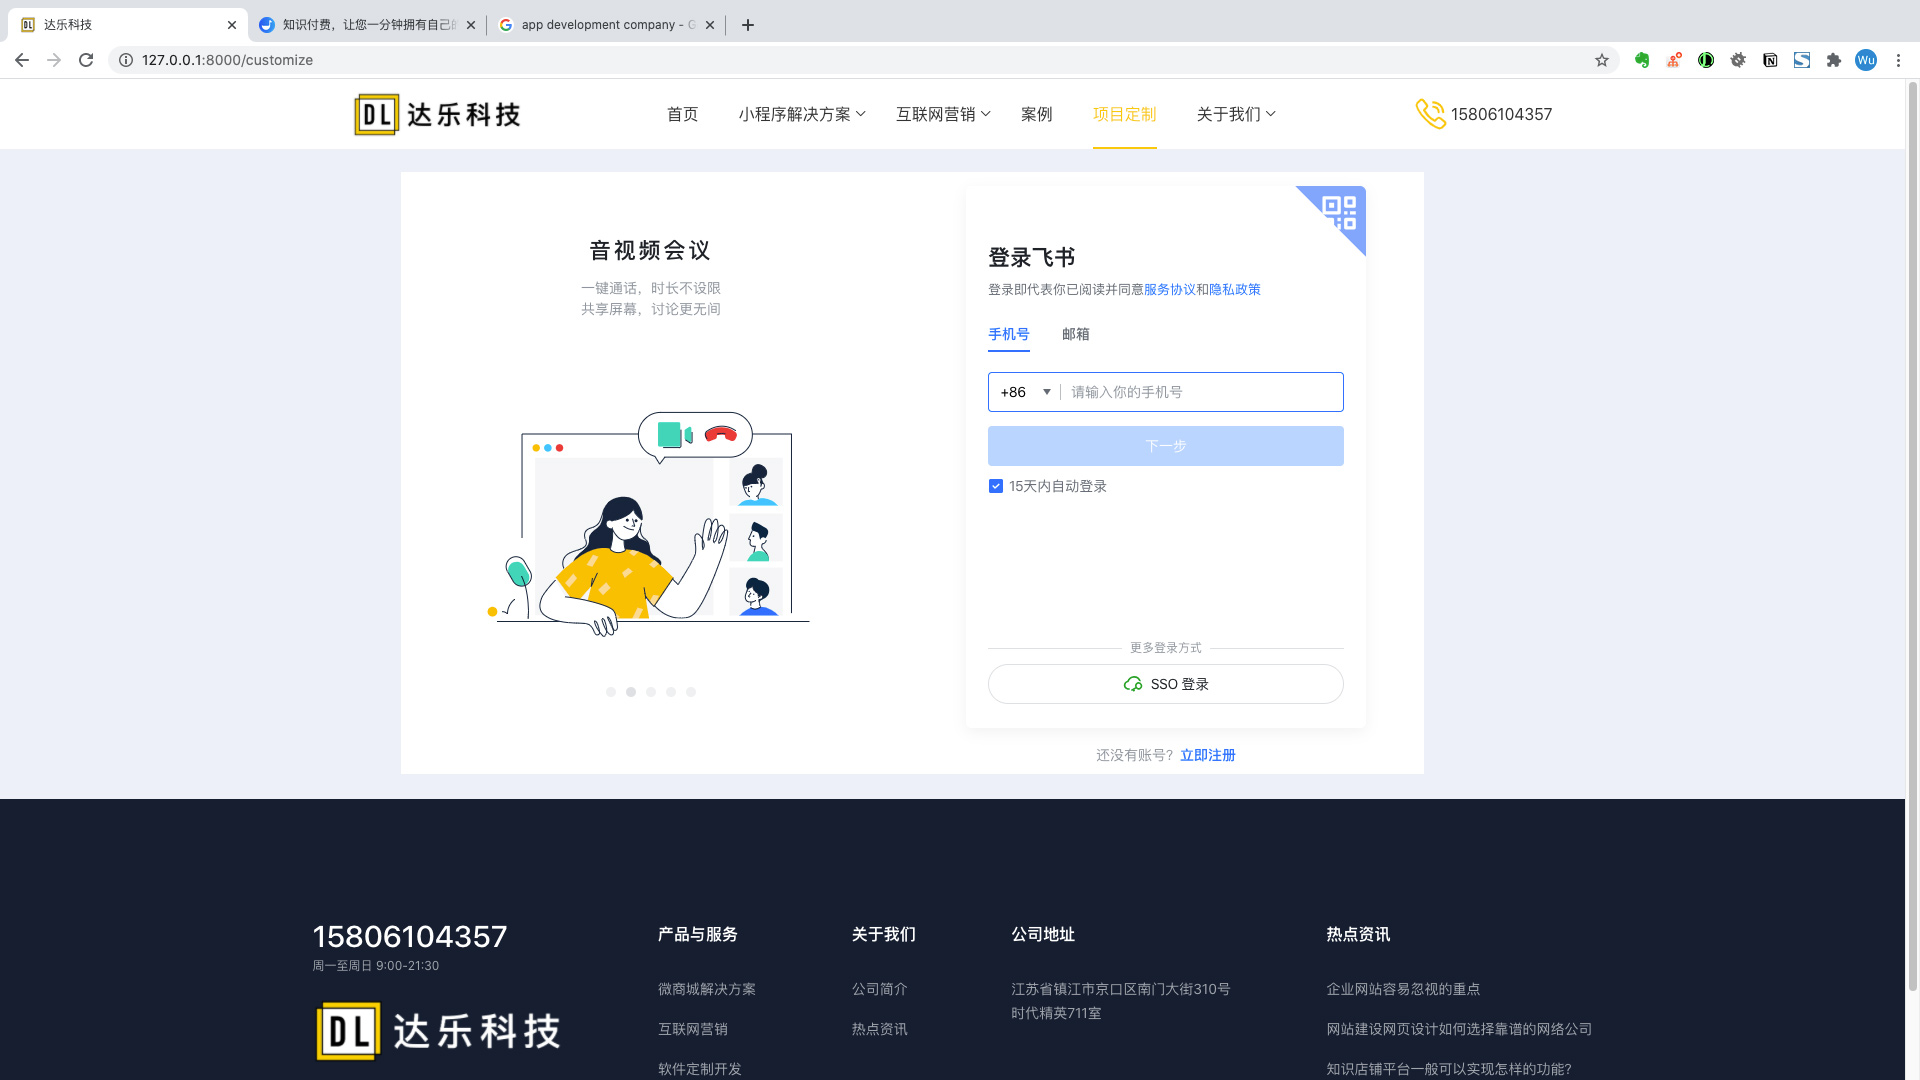 达乐科技
知识付费，让您一分钟拥有自己的
app development company - G
127.0.0.1:8000/customize
Wu
DL 达乐科技
首页
小程序解决方案
互联网营销
案例
项目定制
关于我们
15806104357
音视频会议
一键通话，时长不设限
共享屏幕，讨论更无间
登录飞书
登录即代表你已阅读并同意服务协议和隐私政策
手机号
邮箱
+86
请输入你的手机号
下一步
15天内自动登录
更多登录方式
SSO 登录
还没有账号? 立即注册
15806104357
周一至周日 9:00-21:30
DL 达乐科技
产品与服务
微商城解决方案
互联网营销
软件定制开发
关于我们
公司简介
热点资讯
公司地址
江苏省镇江市京口区南门大街310号
时代精英711室
热点资讯
企业网站容易忽视的重点
网站建设网页设计如何选择靠谱的网络公司
知识店铺平台一般可以实现怎样的功能?